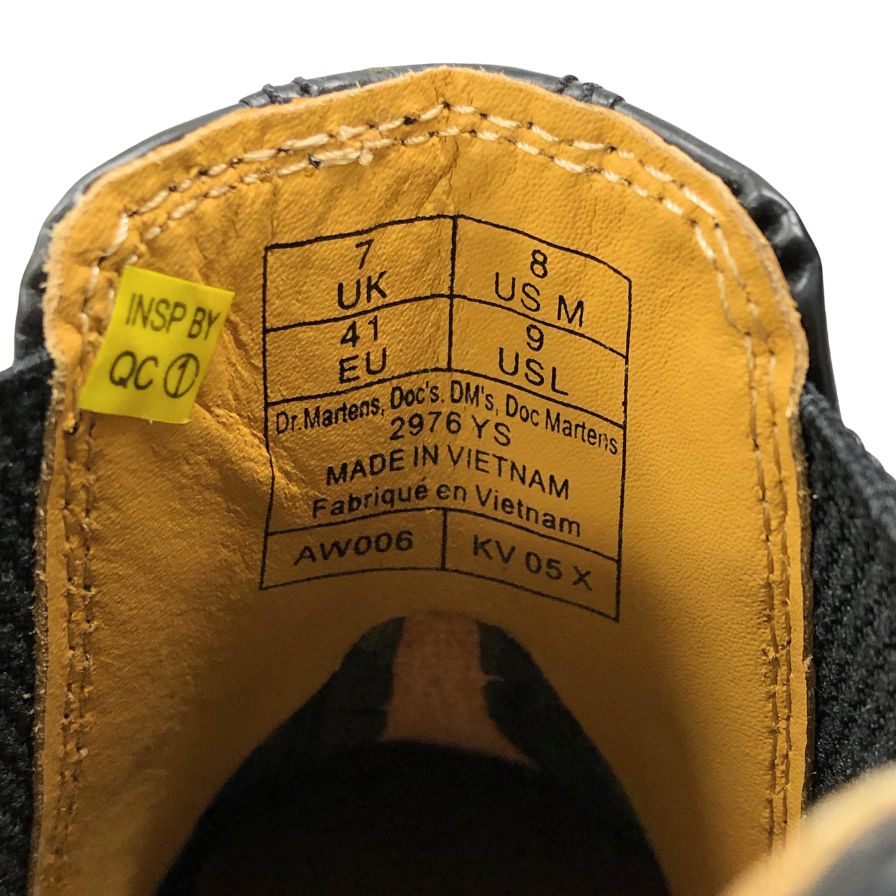 INSP BY
QC ①
7
UK
8
US M
41
EU
9
USL
Dr.Martens, Doc's, DM's, Doc Martens
2976 YS
MADE IN VIETNAM
Fabriqué en Vietnam
AW006
KV 05 X